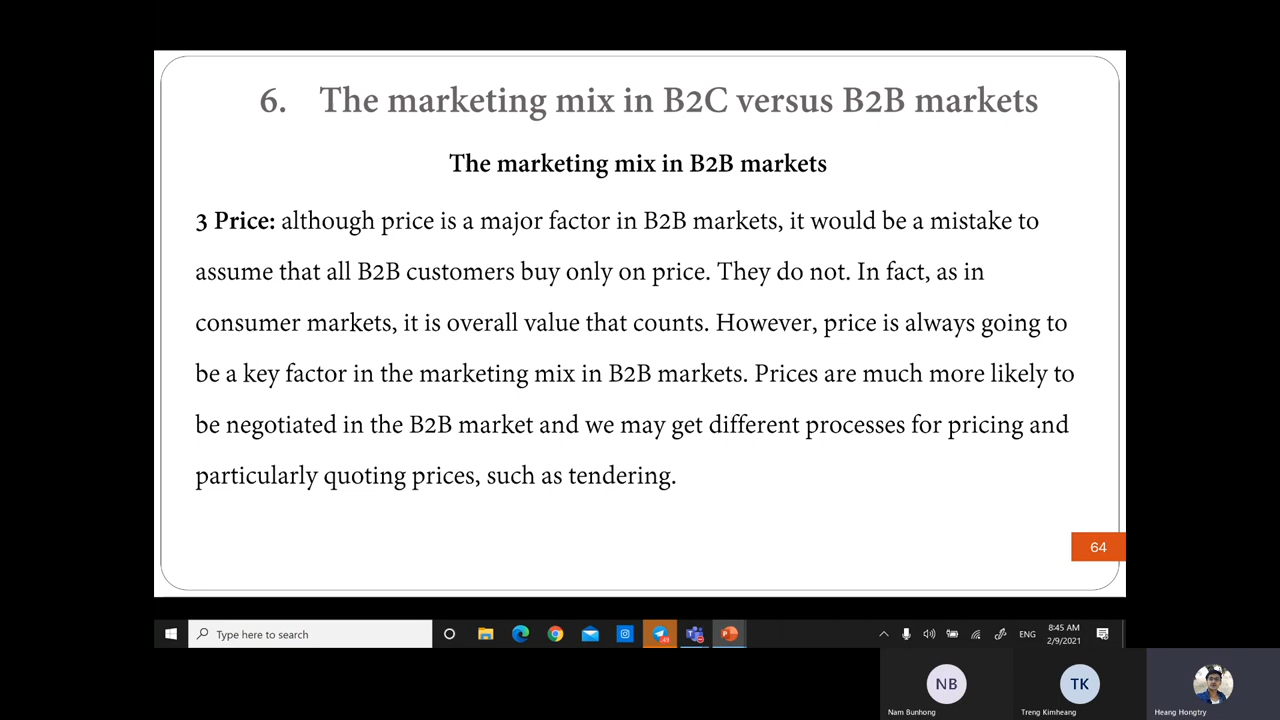 6. The marketing mix in B2C versus B2B markets
The marketing mix in B2B markets
3 Price: although price is a major factor in B2B markets, it would be a mistake to
assume that all B2B customers buy only on price. They do not. In fact, as in
consumer markets, it is overall value that counts. However, price is always going to
be a key factor in the marketing mix in B2B markets. Prices are much more likely to
be negotiated in the B2B market and we may get different processes for pricing and
particularly quoting prices, such as tendering.
64
Type here to search
ENG
8:45 AM
2/9/2021
NB
TK
Nam Bunhong
Treng Kimheang
Heang Hongtry